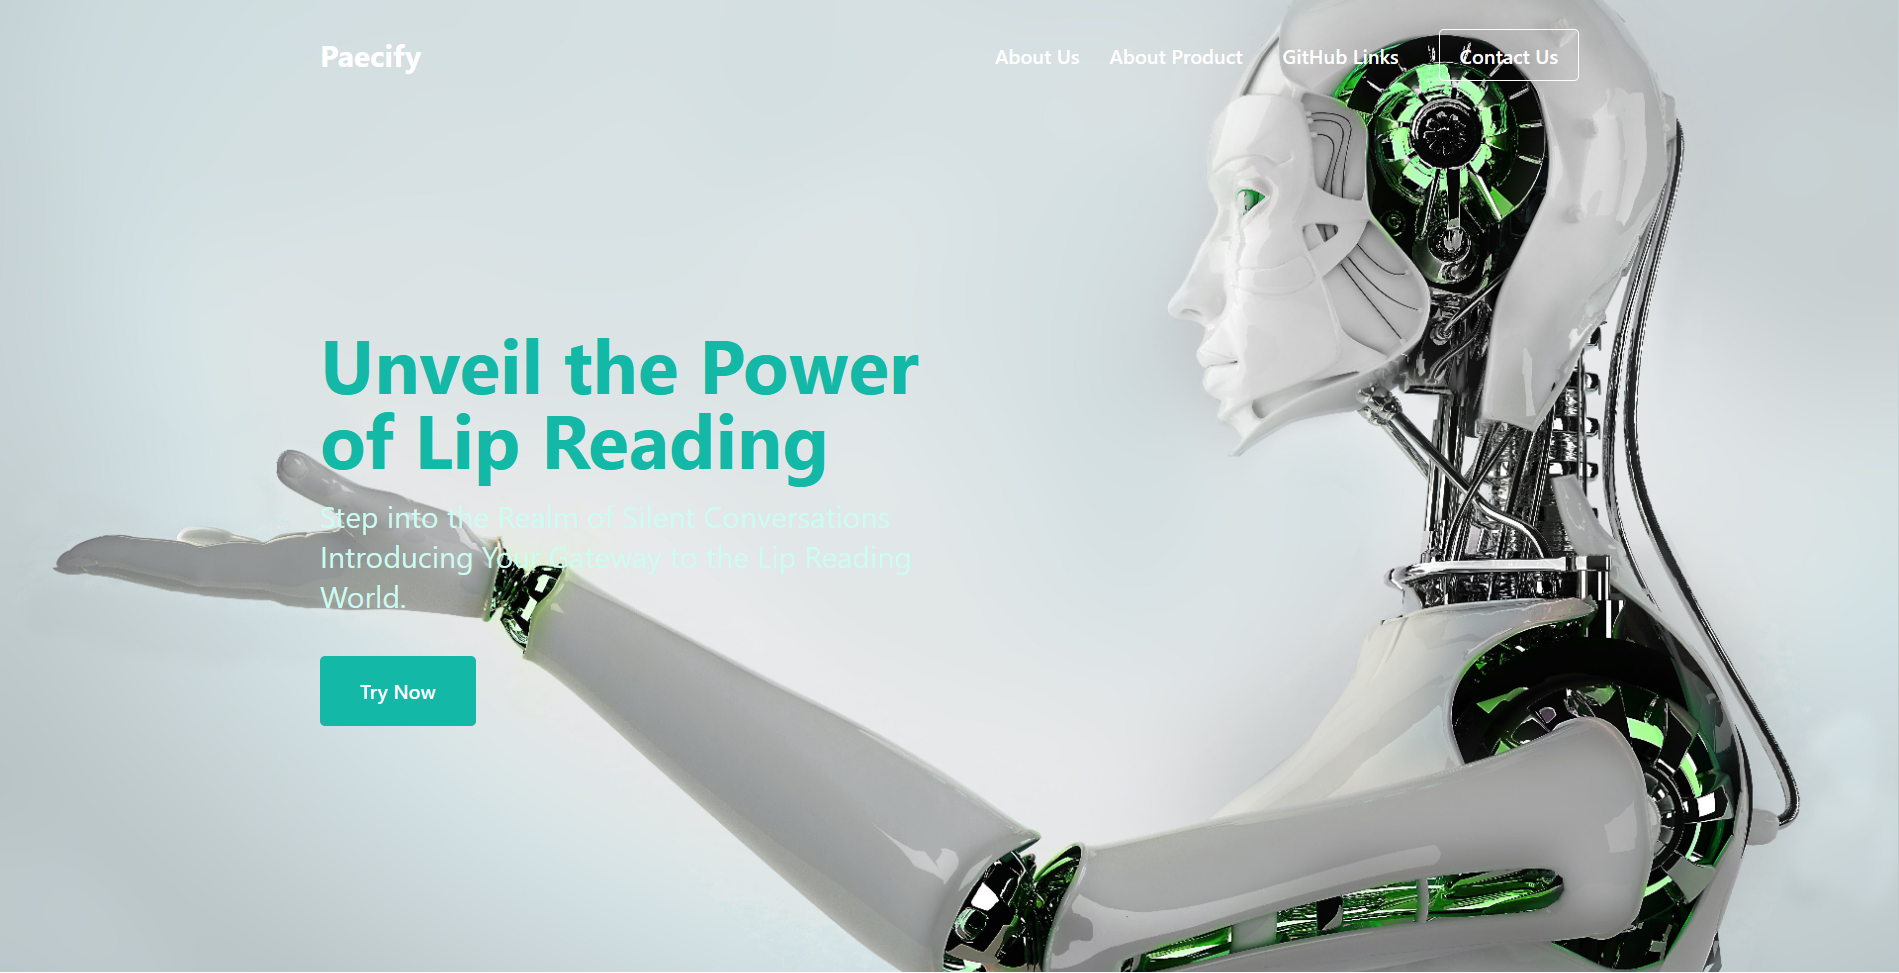 Paecify
About Us
About Product
GitHub Links
Contact Us
Unveil the Power
of Lip Reading
Step into the Realm of Silent Conversations
Introducing Your Gateway to the Lip Reading
World.
Try Now